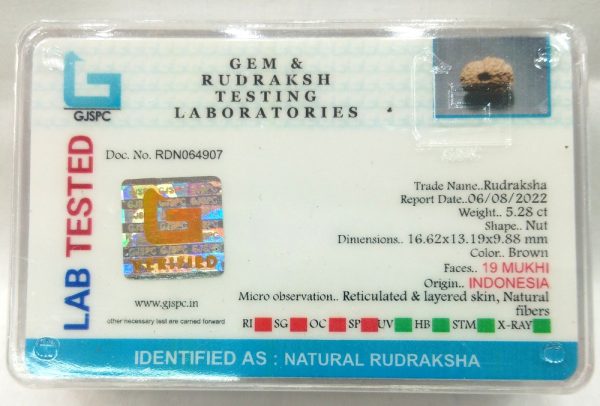 GEM &
RUDRAKSH
TESTING
LABORATORIES
GJSPC
LAB TESTED
Doc. No. RDN064907
Trade Name..Rudraksha
Report Date..06/08/2022
Weight.. 5.28 ct
Shape.. Nut
Dimensions.. 16.62x13.19x9.88 mm
Color.. Brown
Faces.. 19 MUKHI
Origin.. INDONESIA
Micro observation.. Reticulated & layered skin, Natural
fibers
G
VERIFIED
www.gjspc.in
other necessary test are carried forward
RI SG OC SP UV HB STM X-RAY
IDENTIFIED AS : NATURAL RUDRAKSHA